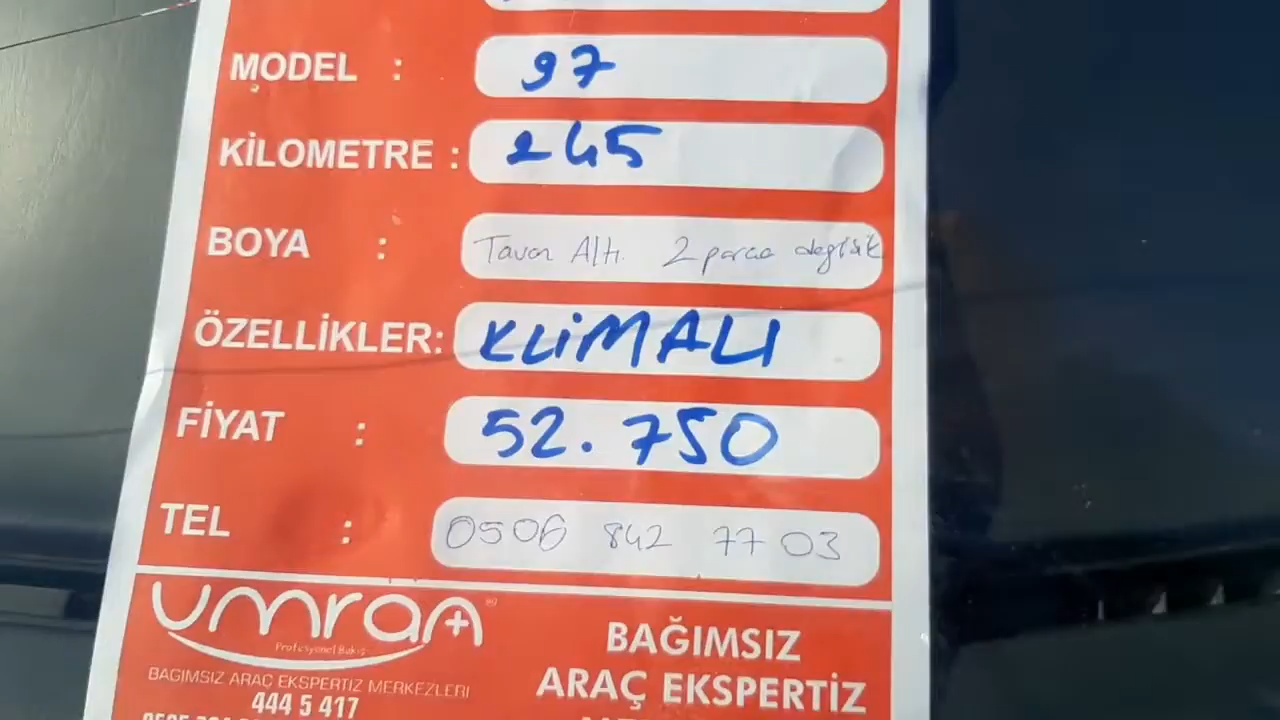 MODEL : 97
KİLOMETRE : 245
BOYA : Tavan Altı. 2 parça değişik
ÖZELLİKLER: KLİMALI
FİYAT : 52.750
TEL : 0506 842 77 03
umran+
Profesyonel Bakış
BAĞIMSIZ ARAÇ EKSPERTİZ MERKEZLERİ
444 5 417
BAĞIMSIZ
ARAÇ EKSPERTİZ